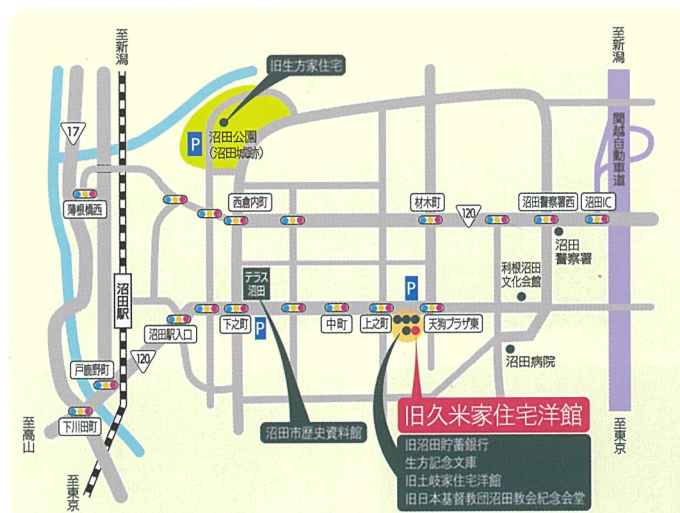 至新潟
至新潟
旧生方家住宅
17
P
沼田公園
(沼田城跡)
関越自動車道
薄根橋西
西倉内町
材木町
120
沼田警察署西
沼田IC
沼田
警察署
利根沼田
文化会館
テラス
沼田
P
沼田駅
沼田駅入口
下之町
P
中町
上之町
天狗プラザ東
120
沼田病院
戸鹿野町
下川田町
至高山
至東京
至東京
沼田市歴史資料館
旧久米家住宅洋館
旧沼田貯蓄銀行
生方記念文庫
旧土岐家住宅洋館
旧日本基督教団沼田教会紀念会堂